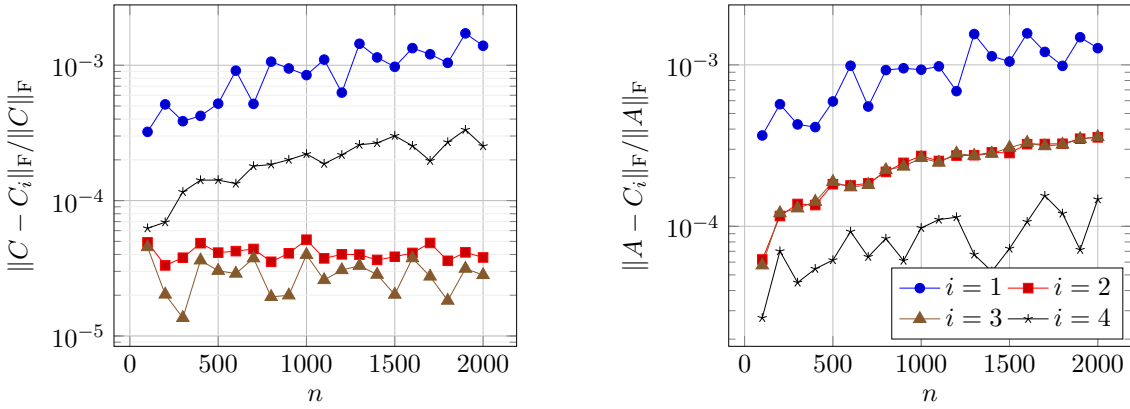 10^{-3}
10^{-4}
10^{-5}
‖C − C_i‖_F/‖C‖_F
0 500 1000 1500 2000
n
10^{-3}
10^{-4}
‖A − C_i‖_F/‖A‖_F
i = 1 i = 2
i = 3 i = 4
0 500 1000 1500 2000
n